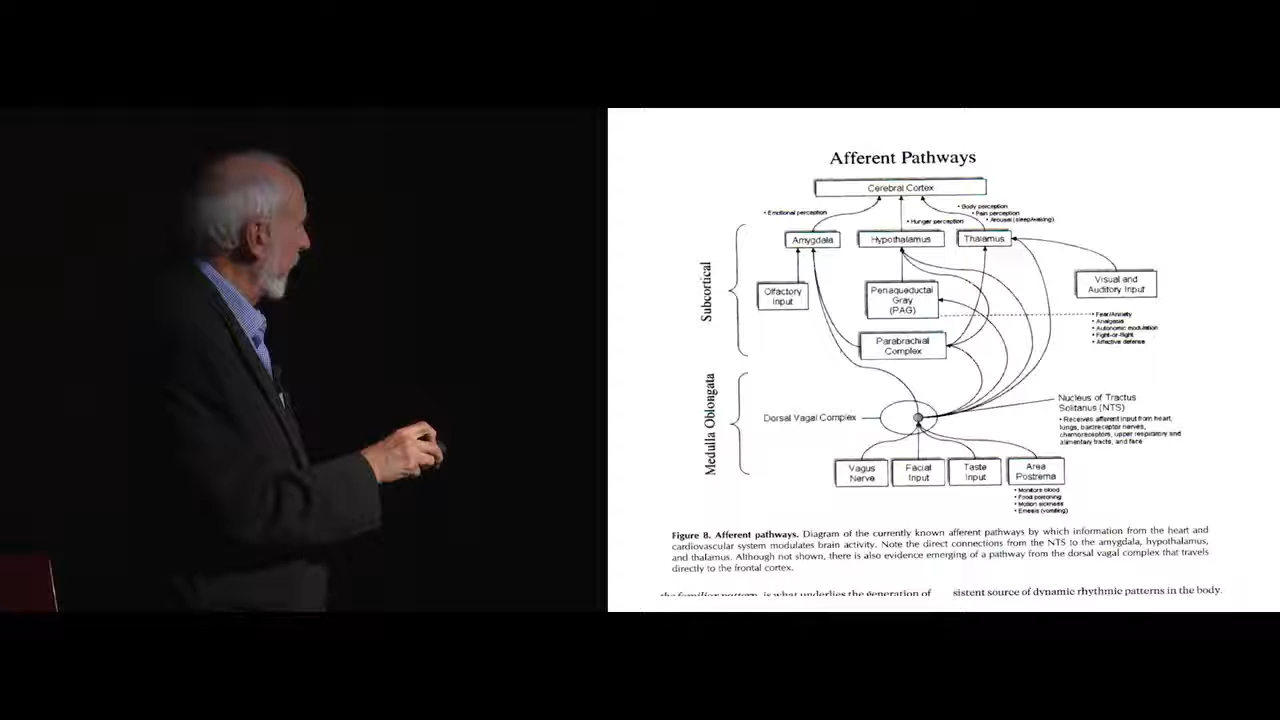 Afferent Pathways
Cerebral Cortex
• Emotional perception
• Hunger perception
• Body perception
• Pain perception
• Arousal (sleep/waking)
Subcortical
Amygdala
Hypothalamus
Thalamus
Olfactory
Input
Periaqueductal
Gray
(PAG)
Visual and
Auditory Input
• Fear/Anxiety
• Analgesia
• Autonomic modulation
• Fight-or-flight
• Affective defense
Parabrachial
Complex
Medulla Oblongata
Dorsal Vagal Complex
Nucleus of Tractus
Solitarius (NTS)
• Receives afferent input from heart,
lungs, baroreceptor nerves,
chemoreceptors, upper respiratory and
alimentary tracts, and face
Vagus
Nerve
Facial
Input
Taste
Input
Area
Postrema
• Monitors blood
• Food poisoning
• Motion sickness
• Emesis (vomiting)
Figure 8. Afferent pathways. Diagram of the currently known afferent pathways by which information from the heart and
cardiovascular system modulates brain activity. Note the direct connections from the NTS to the amygdala, hypothalamus,
and thalamus. Although not shown, there is also evidence emerging of a pathway from the dorsal vagal complex that travels
directly to the frontal cortex.
the familiar pattern, is what underlies the generation of
sistent source of dynamic rhythmic patterns in the body.